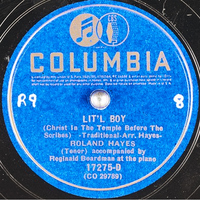 COLUMBIA
R9
8
LIT'L BOY
(Christ In The Temple Before The
Scribes) -Traditional-Arr. Hayes-
ROLAND HAYES
(Tenor) accompanied by
Reginald Boardman at the piano
17275-D
(CO 29789)